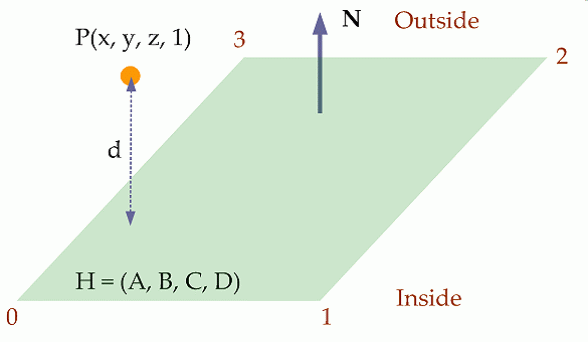 P(x, y, z, 1)
3
N
Outside
2
d
H = (A, B, C, D)
Inside
0
1